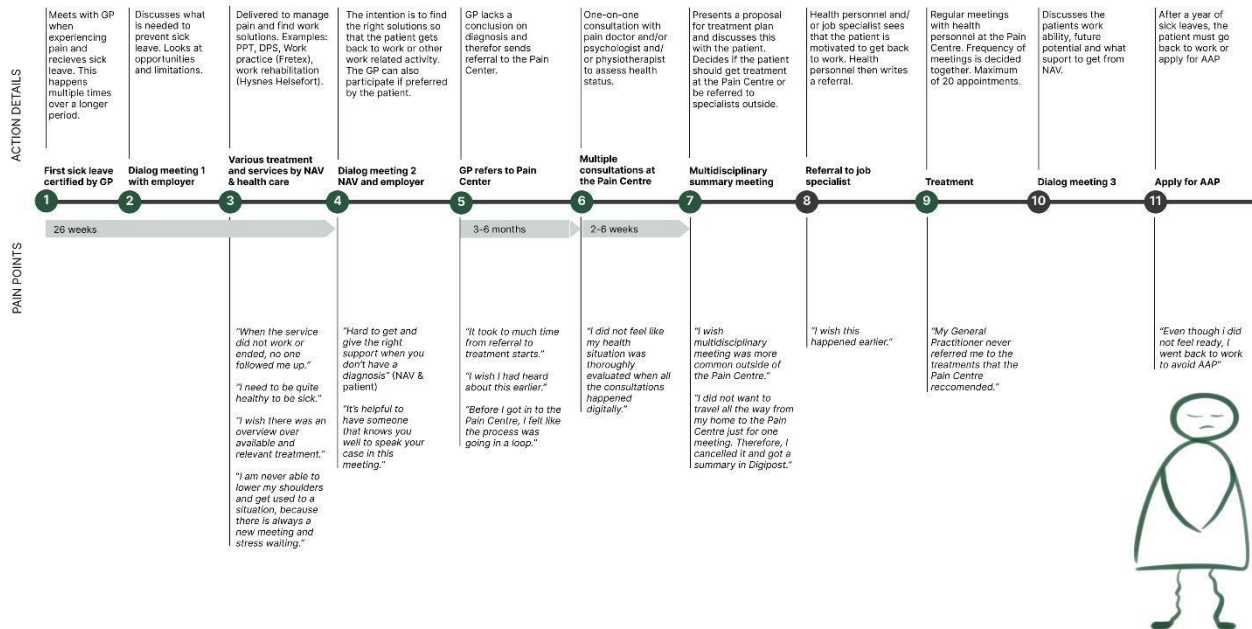 ACTION DETAILS
Meets with GP
when
experiencing
pain and
recieves sick
leave. This
happens
multiple times
over a longer
period.
Discusses what
is needed to
prevent sick
leave. Looks at
opportunities
and limitations.
Delivered to manage
pain and find work
solutions. Examples:
PPT, DPS, Work
practice (Fretex),
work rehabilitation
(Hysnes Helsefort).
The intention is to find
the right solutions so
that the patient gets
back to work or other
work related activity.
The GP can also
participate if preferred
by the patient.
GP lacks a
conclusion on
diagnosis and
therefor sends
referral to the Pain
Center.
One-on-one
consultation with
pain doctor and/or
psychologist and/
or physiotherapist
to assess health
status.
Presents a proposal
for treatment plan
and discusses this
with the patient.
Decides if the patient
should get treatment
at the Pain Centre or
be referred to
specialists outside.
Health personnel and/
or job specialist sees
that the patient is
motivated to get back
to work. Health
personnel then writes
a referral.
Regular meetings
with health
personnel at the Pain
Centre. Frequency of
meetings is decided
together. Maximum
of 20 appointments.
Discusses the
patients work
ability, future
potential and what
suport to get from
NAV.
After a year of
sick leaves, the
patient must go
back to work or
apply for AAP
First sick leave
certified by GP
Dialog meeting 1
with employer
Various treatment
and services by NAV
& health care
Dialog meeting 2
NAV and employer
GP refers to Pain
Center
Multiple
consultations at
the Pain Centre
Multidisciplinary
summary meeting
Referral to job
specialist
Treatment
Dialog meeting 3
Apply for AAP
1
2
3
4
5
6
7
8
9
10
11
26 weeks
3-6 months
2-6 weeks
PAIN POINTS
"When the service
did not work or
ended, no one
followed me up."
"I need to be quite
healthy to be sick."
"I wish there was an
overview over
available and
relevant treatment."
"I am never able to
lower my shoulders
and get used to a
situation, because
there is always a
new meeting and
stress waiting."
"Hard to get and
give the right
support when you
don't have a
diagnosis" (NAV &
patient)
"It's helpful to
have someone
that knows you
well to speak your
case in this
meeting."
"It took to much time
from referral to
treatment starts."
"I wish I had heard
about this earlier."
"Before I got in to the
Pain Centre, I felt like
the process was
going in a loop."
"I did not feel like
my health
situation was
thoroughly
evaluated when all
the consultations
happened
digitally."
"I wish
multidisciplinary
meeting was more
common outside of
the Pain Centre."
"I did not want to
travel all the way from
my home to the Pain
Centre just for one
meeting. Therefore, I
cancelled it and got a
summary in Digipost."
"I wish this
happened earlier."
"My General
Practitioner never
referred me to the
treatments that the
Pain Centre
reccomended."
"Even though i did
not feel ready, I
went back to work
to avoid AAP"